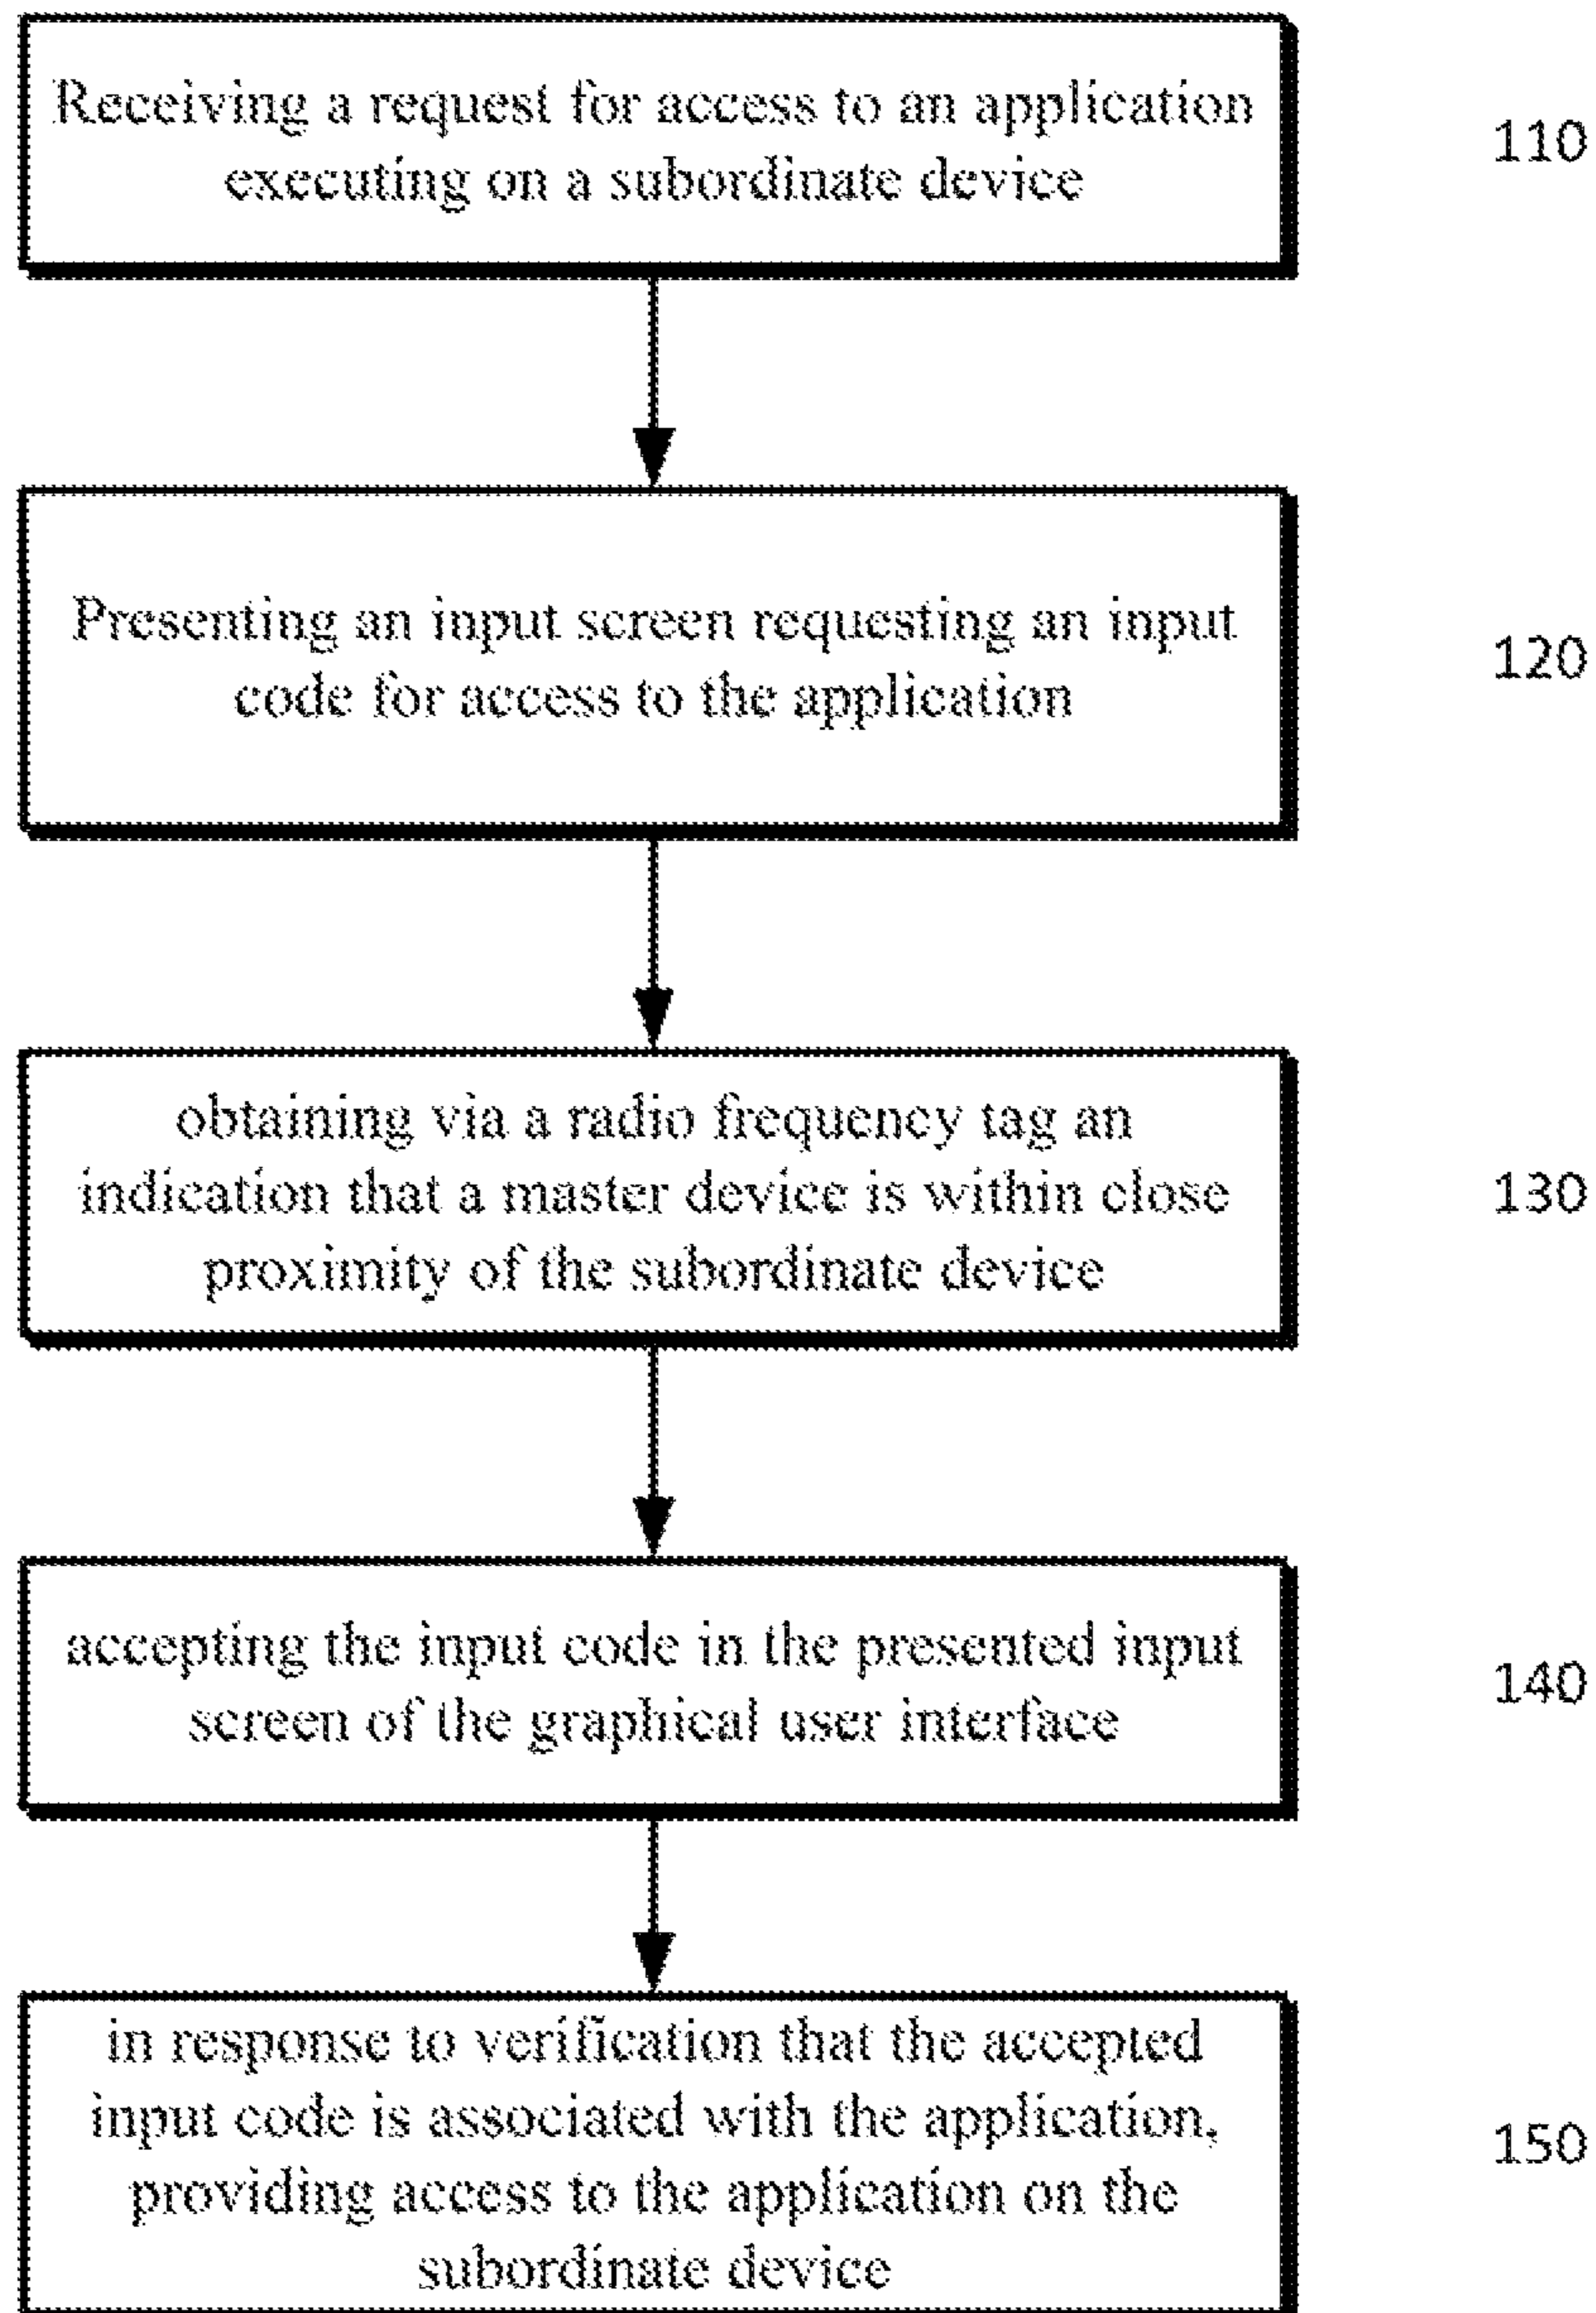 Receiving a request for access to an application
executing on a subordinate device
110
Presenting an input screen requesting an input
code for access to the application
120
obtaining via a radio frequency tag an
indication that a master device is within close
proximity of the subordinate device
130
accepting the input code in the presented input
screen of the graphical user interface
140
in response to verification that the accepted
input code is associated with the application,
providing access to the application on the
subordinate device
150